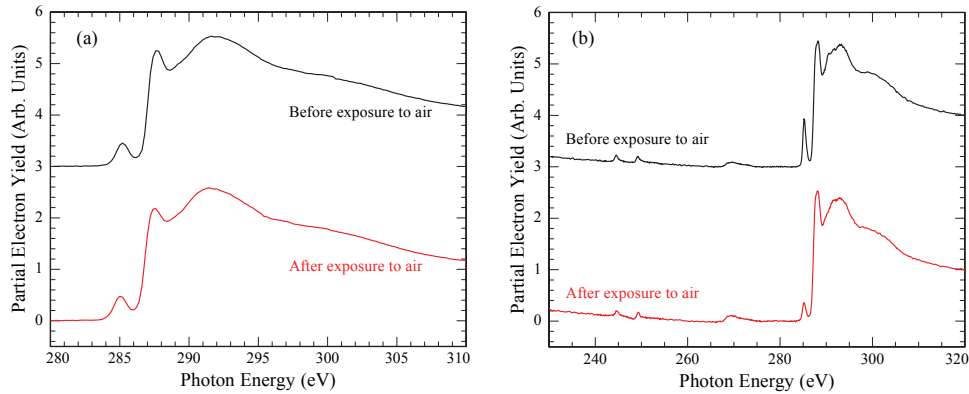 (a)
Before exposure to air
After exposure to air
Partial Electron Yield (Arb. Units)
6
5
4
3
2
1
0
280 285 290 295 300 305 310
Photon Energy (eV)
(b)
Before exposure to air
After exposure to air
Partial Electron Yield (Arb. Units)
6
5
4
3
2
1
0
240 260 280 300 320
Photon Energy (eV)